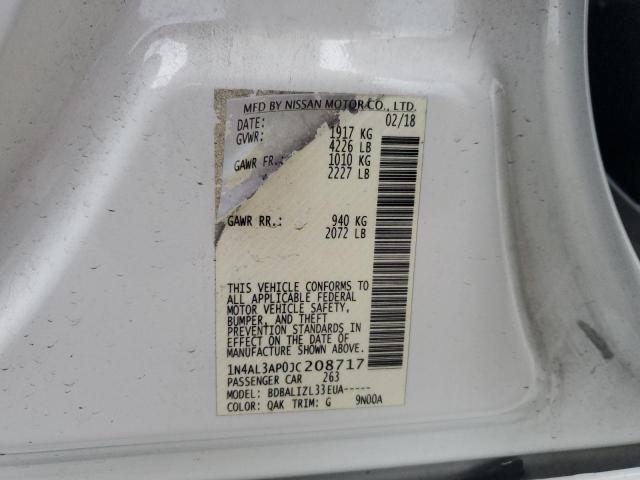 MFD BY NISSAN MOTOR CO., LTD.
DATE: 02/18
GVWR: 1917 KG
4226 LB
GAWR FR.: 1010 KG
2227 LB
GAWR RR.: 940 KG
2072 LB
THIS VEHICLE CONFORMS TO
ALL APPLICABLE FEDERAL
MOTOR VEHICLE SAFETY,
BUMPER, AND THEFT
PREVENTION STANDARDS IN
EFFECT ON THE DATE OF
MANUFACTURE SHOWN ABOVE.
1N4AL3AP0JC208717
PASSENGER CAR 263
MODEL: BDBALIZL33EUA-----
COLOR: QAK TRIM: G 9N00A